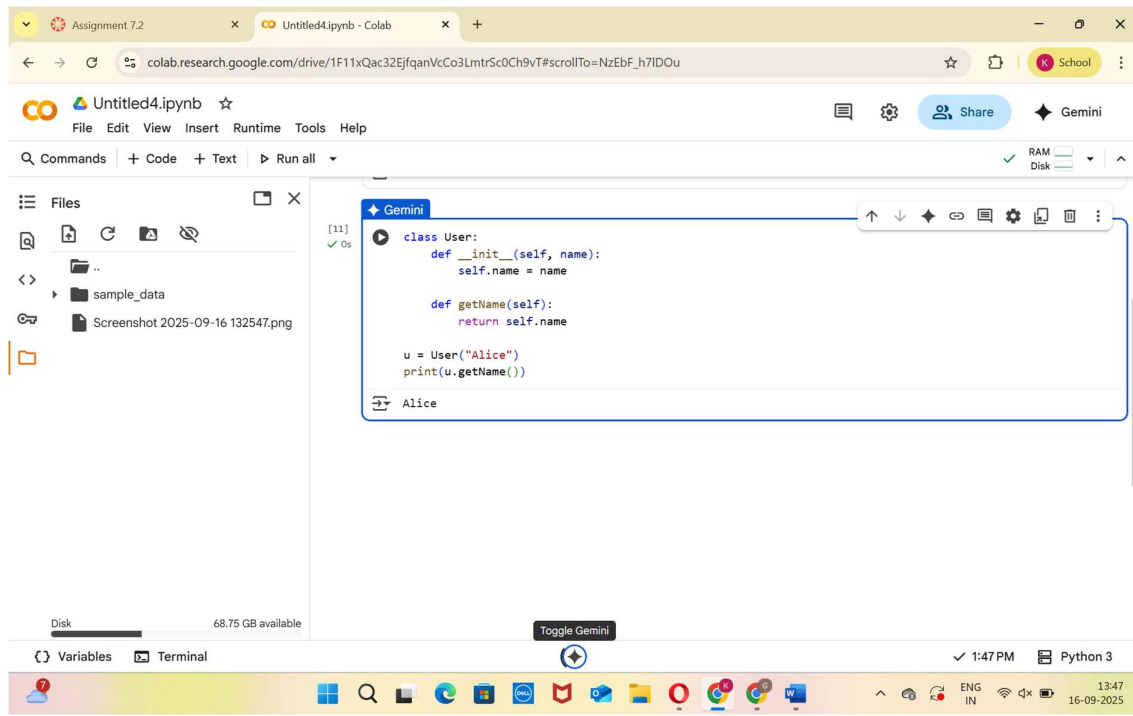 Assignment 7.2
Untitled4.ipynb - Colab
colab.research.google.com/drive/1F11xQac32EjfqanVcCo3LmtrSc0Ch9vT#scrollTo=NzEbF_h7lDOu
K School
Untitled4.ipynb
File Edit View Insert Runtime Tools Help
Share
Gemini
Commands + Code + Text Run all
RAM
Disk
Files
..
sample_data
Screenshot 2025-09-16 132547.png
Disk 68.75 GB available
Gemini
[11]
0s
class User:
    def __init__(self, name):
        self.name = name

    def getName(self):
        return self.name

u = User("Alice")
print(u.getName())
Alice
Toggle Gemini
{} Variables Terminal
1:47 PM Python 3
7
DELL
K
G
W
ENG
IN
13:47
16-09-2025